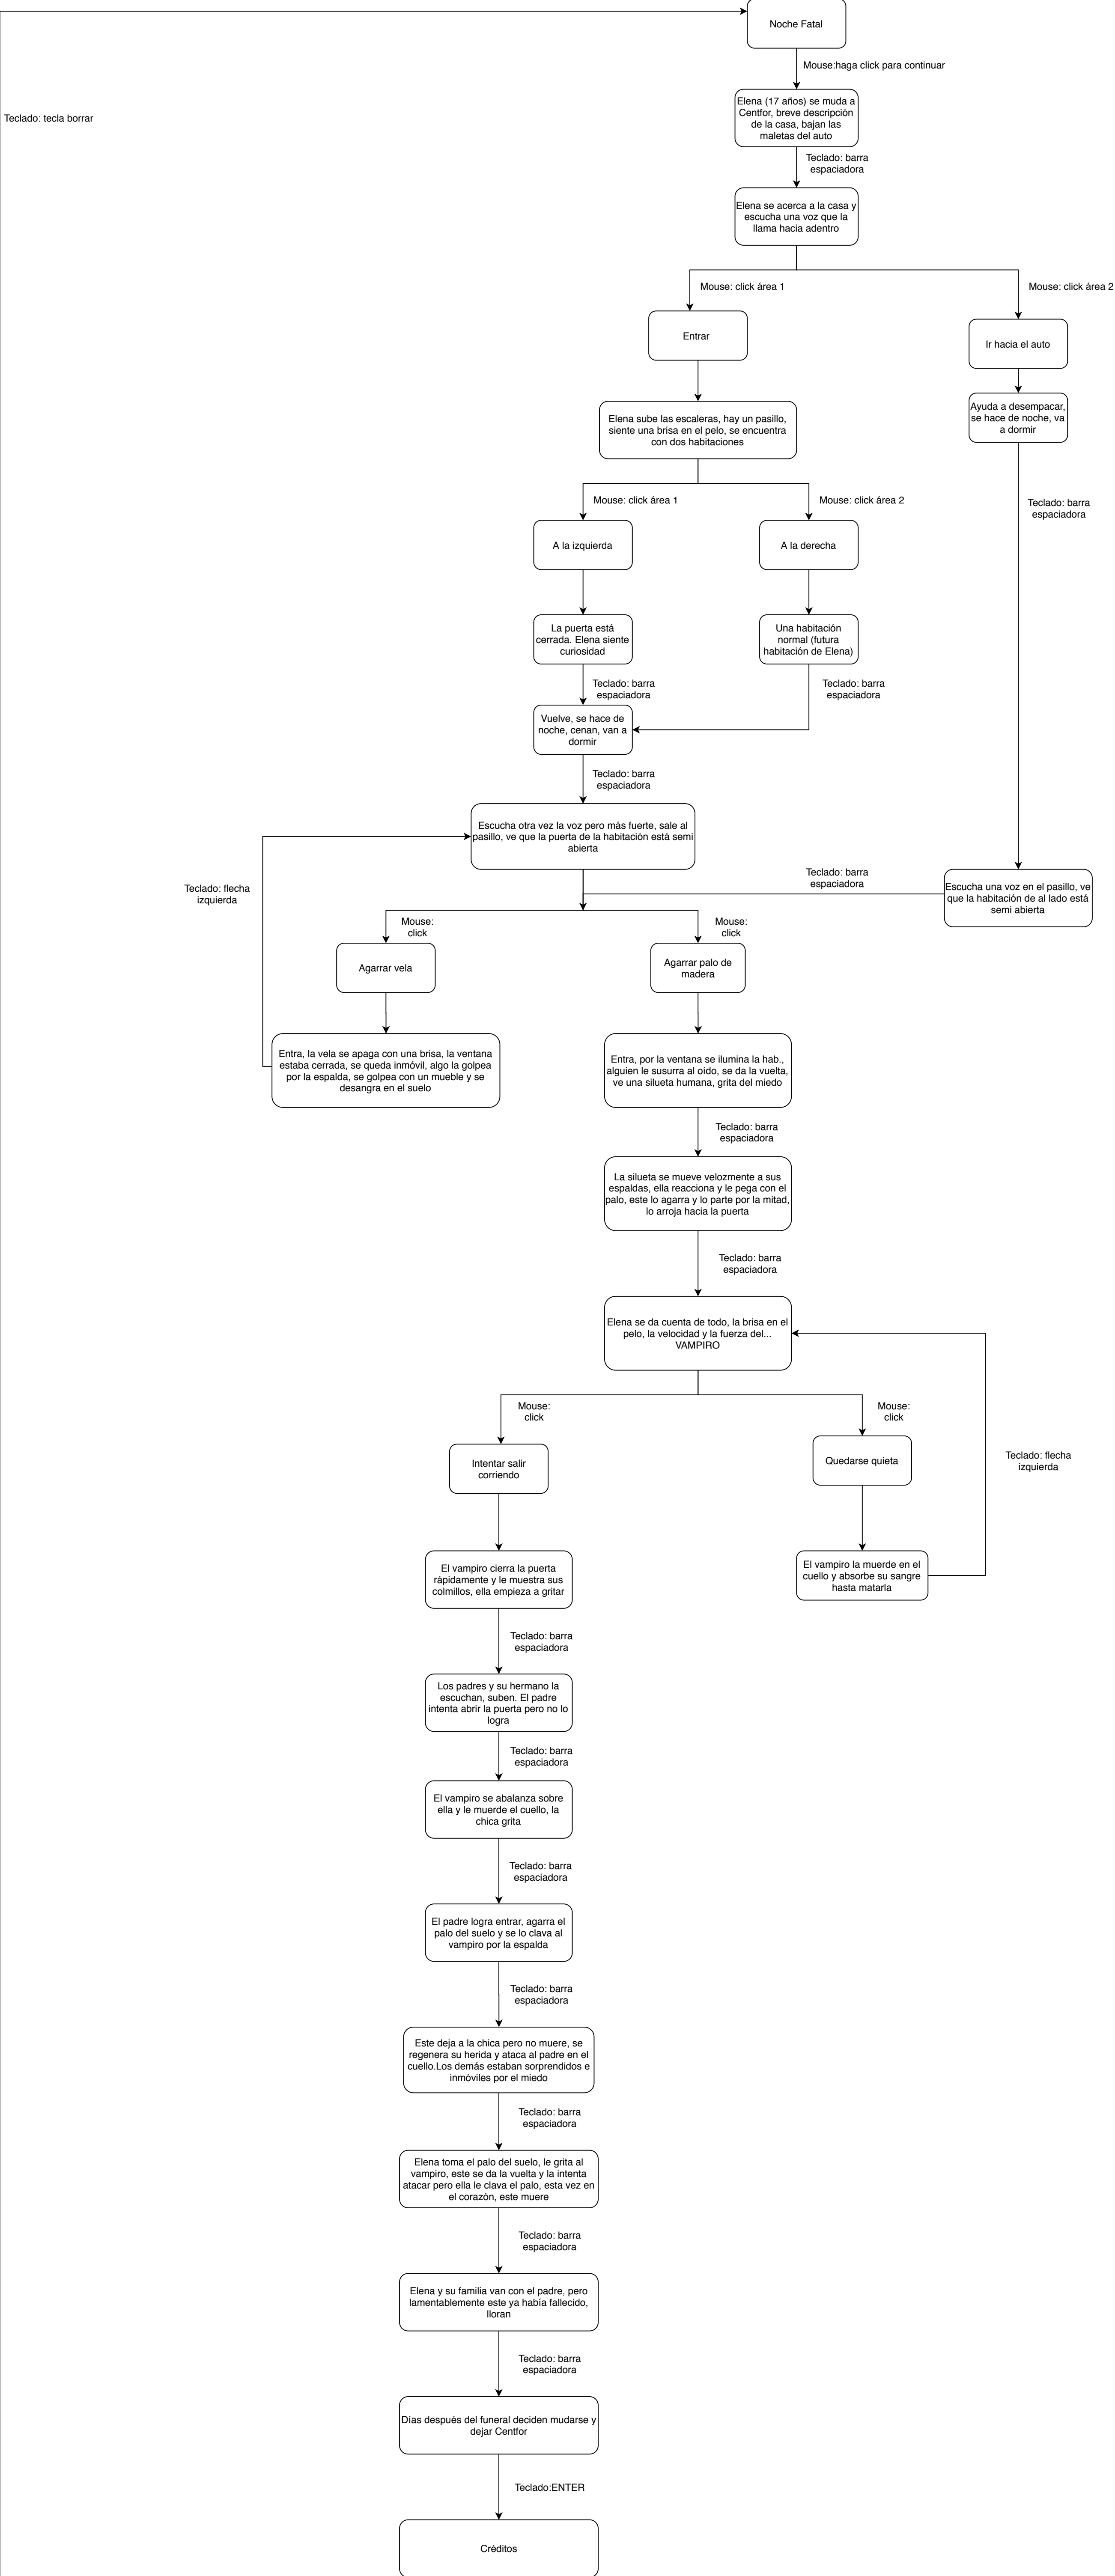 Noche Fatal
Mouse:haga click para continuar
Teclado: tecla borrar
Elena (17 años) se muda a
Centfor, breve descripción
de la casa, bajan las
maletas del auto
Teclado: barra
espaciadora
Elena se acerca a la casa y
escucha una voz que la
llama hacia adentro
Mouse: click área 1
Mouse: click área 2
Entrar
Ir hacia el auto
Elena sube las escaleras, hay un pasillo,
siente una brisa en el pelo, se encuentra
con dos habitaciones
Ayuda a desempacar,
se hace de noche, va
a dormir
Mouse: click área 1
Mouse: click área 2
Teclado: barra
espaciadora
A la izquierda
A la derecha
La puerta está
cerrada. Elena siente
curiosidad
Una habitación
normal (futura
habitación de Elena)
Teclado: barra
espaciadora
Teclado: barra
espaciadora
Vuelve, se hace de
noche, cenan, van a
dormir
Teclado: barra
espaciadora
Escucha otra vez la voz pero más fuerte, sale al
pasillo, ve que la puerta de la habitación está semi
abierta
Teclado: flecha
izquierda
Teclado: barra
espaciadora
Escucha una voz en el pasillo, ve
que la habitación de al lado está
semi abierta
Mouse:
click
Mouse:
click
Agarrar vela
Agarrar palo de
madera
Entra, la vela se apaga con una brisa, la ventana
estaba cerrada, se queda inmóvil, algo la golpea
por la espalda, se golpea con un mueble y se
desangra en el suelo
Entra, por la ventana se ilumina la hab.,
alguien le susurra al oído, se da la vuelta,
ve una silueta humana, grita del miedo
Teclado: barra
espaciadora
La silueta se mueve velozmente a sus
espaldas, ella reacciona y le pega con el
palo, este lo agarra y lo parte por la mitad,
lo arroja hacia la puerta
Teclado: barra
espaciadora
Elena se da cuenta de todo, la brisa en el
pelo, la velocidad y la fuerza del...
VAMPIRO
Mouse:
click
Mouse:
click
Intentar salir
corriendo
Quedarse quieta
Teclado: flecha
izquierda
El vampiro cierra la puerta
rápidamente y le muestra sus
colmillos, ella empieza a gritar
El vampiro la muerde en el
cuello y absorbe su sangre
hasta matarla
Teclado: barra
espaciadora
Los padres y su hermano la
escuchan, suben. El padre
intenta abrir la puerta pero no lo
logra
Teclado: barra
espaciadora
El vampiro se abalanza sobre
ella y le muerde el cuello, la
chica grita
Teclado: barra
espaciadora
El padre logra entrar, agarra el
palo del suelo y se lo clava al
vampiro por la espalda
Teclado: barra
espaciadora
Este deja a la chica pero no muere, se
regenera su herida y ataca al padre en el
cuello.Los demás estaban sorprendidos e
inmóviles por el miedo
Teclado: barra
espaciadora
Elena toma el palo del suelo, le grita al
vampiro, este se da la vuelta y la intenta
atacar pero ella le clava el palo, esta vez en
el corazón, este muere
Teclado: barra
espaciadora
Elena y su familia van con el padre, pero
lamentablemente este ya había fallecido,
lloran
Teclado: barra
espaciadora
Días después del funeral deciden mudarse y
dejar Centfor
Teclado:ENTER
Créditos